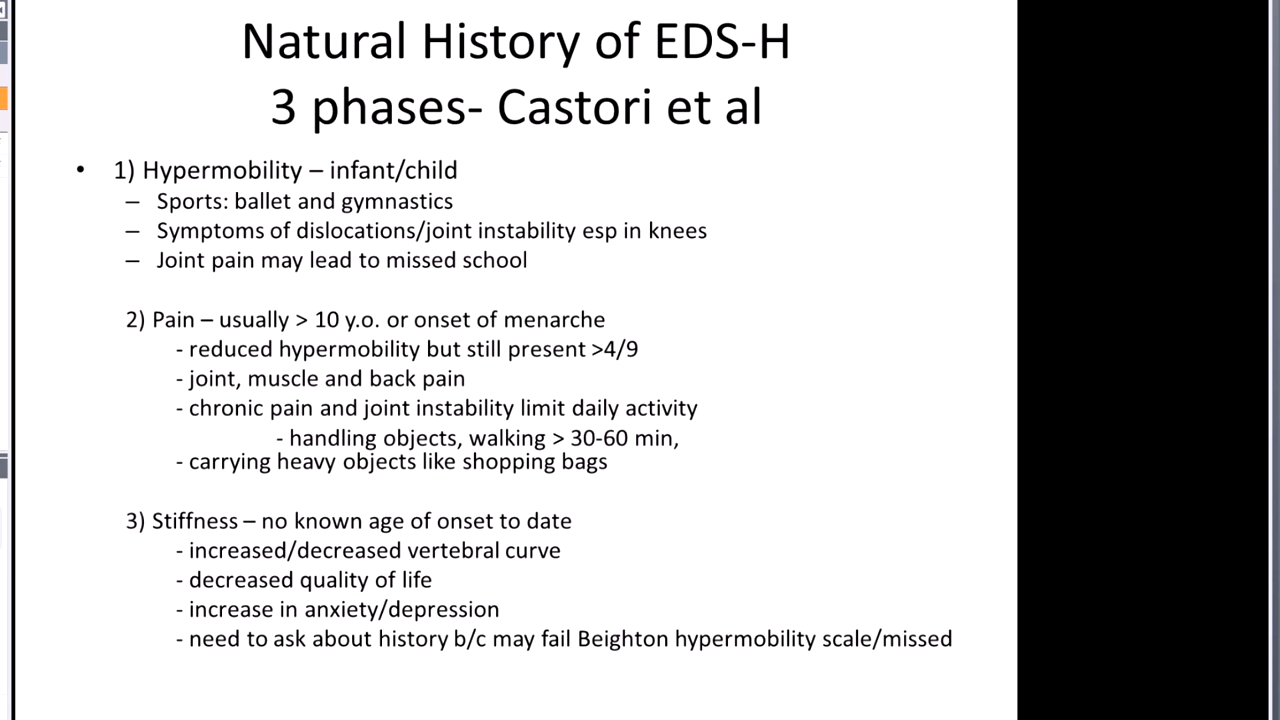 Natural History of EDS-H
3 phases- Castori et al
• 1) Hypermobility – infant/child
– Sports: ballet and gymnastics
– Symptoms of dislocations/joint instability esp in knees
– Joint pain may lead to missed school
2) Pain – usually > 10 y.o. or onset of menarche
- reduced hypermobility but still present >4/9
- joint, muscle and back pain
- chronic pain and joint instability limit daily activity
- handling objects, walking > 30-60 min,
- carrying heavy objects like shopping bags
3) Stiffness – no known age of onset to date
- increased/decreased vertebral curve
- decreased quality of life
- increase in anxiety/depression
- need to ask about history b/c may fail Beighton hypermobility scale/missed